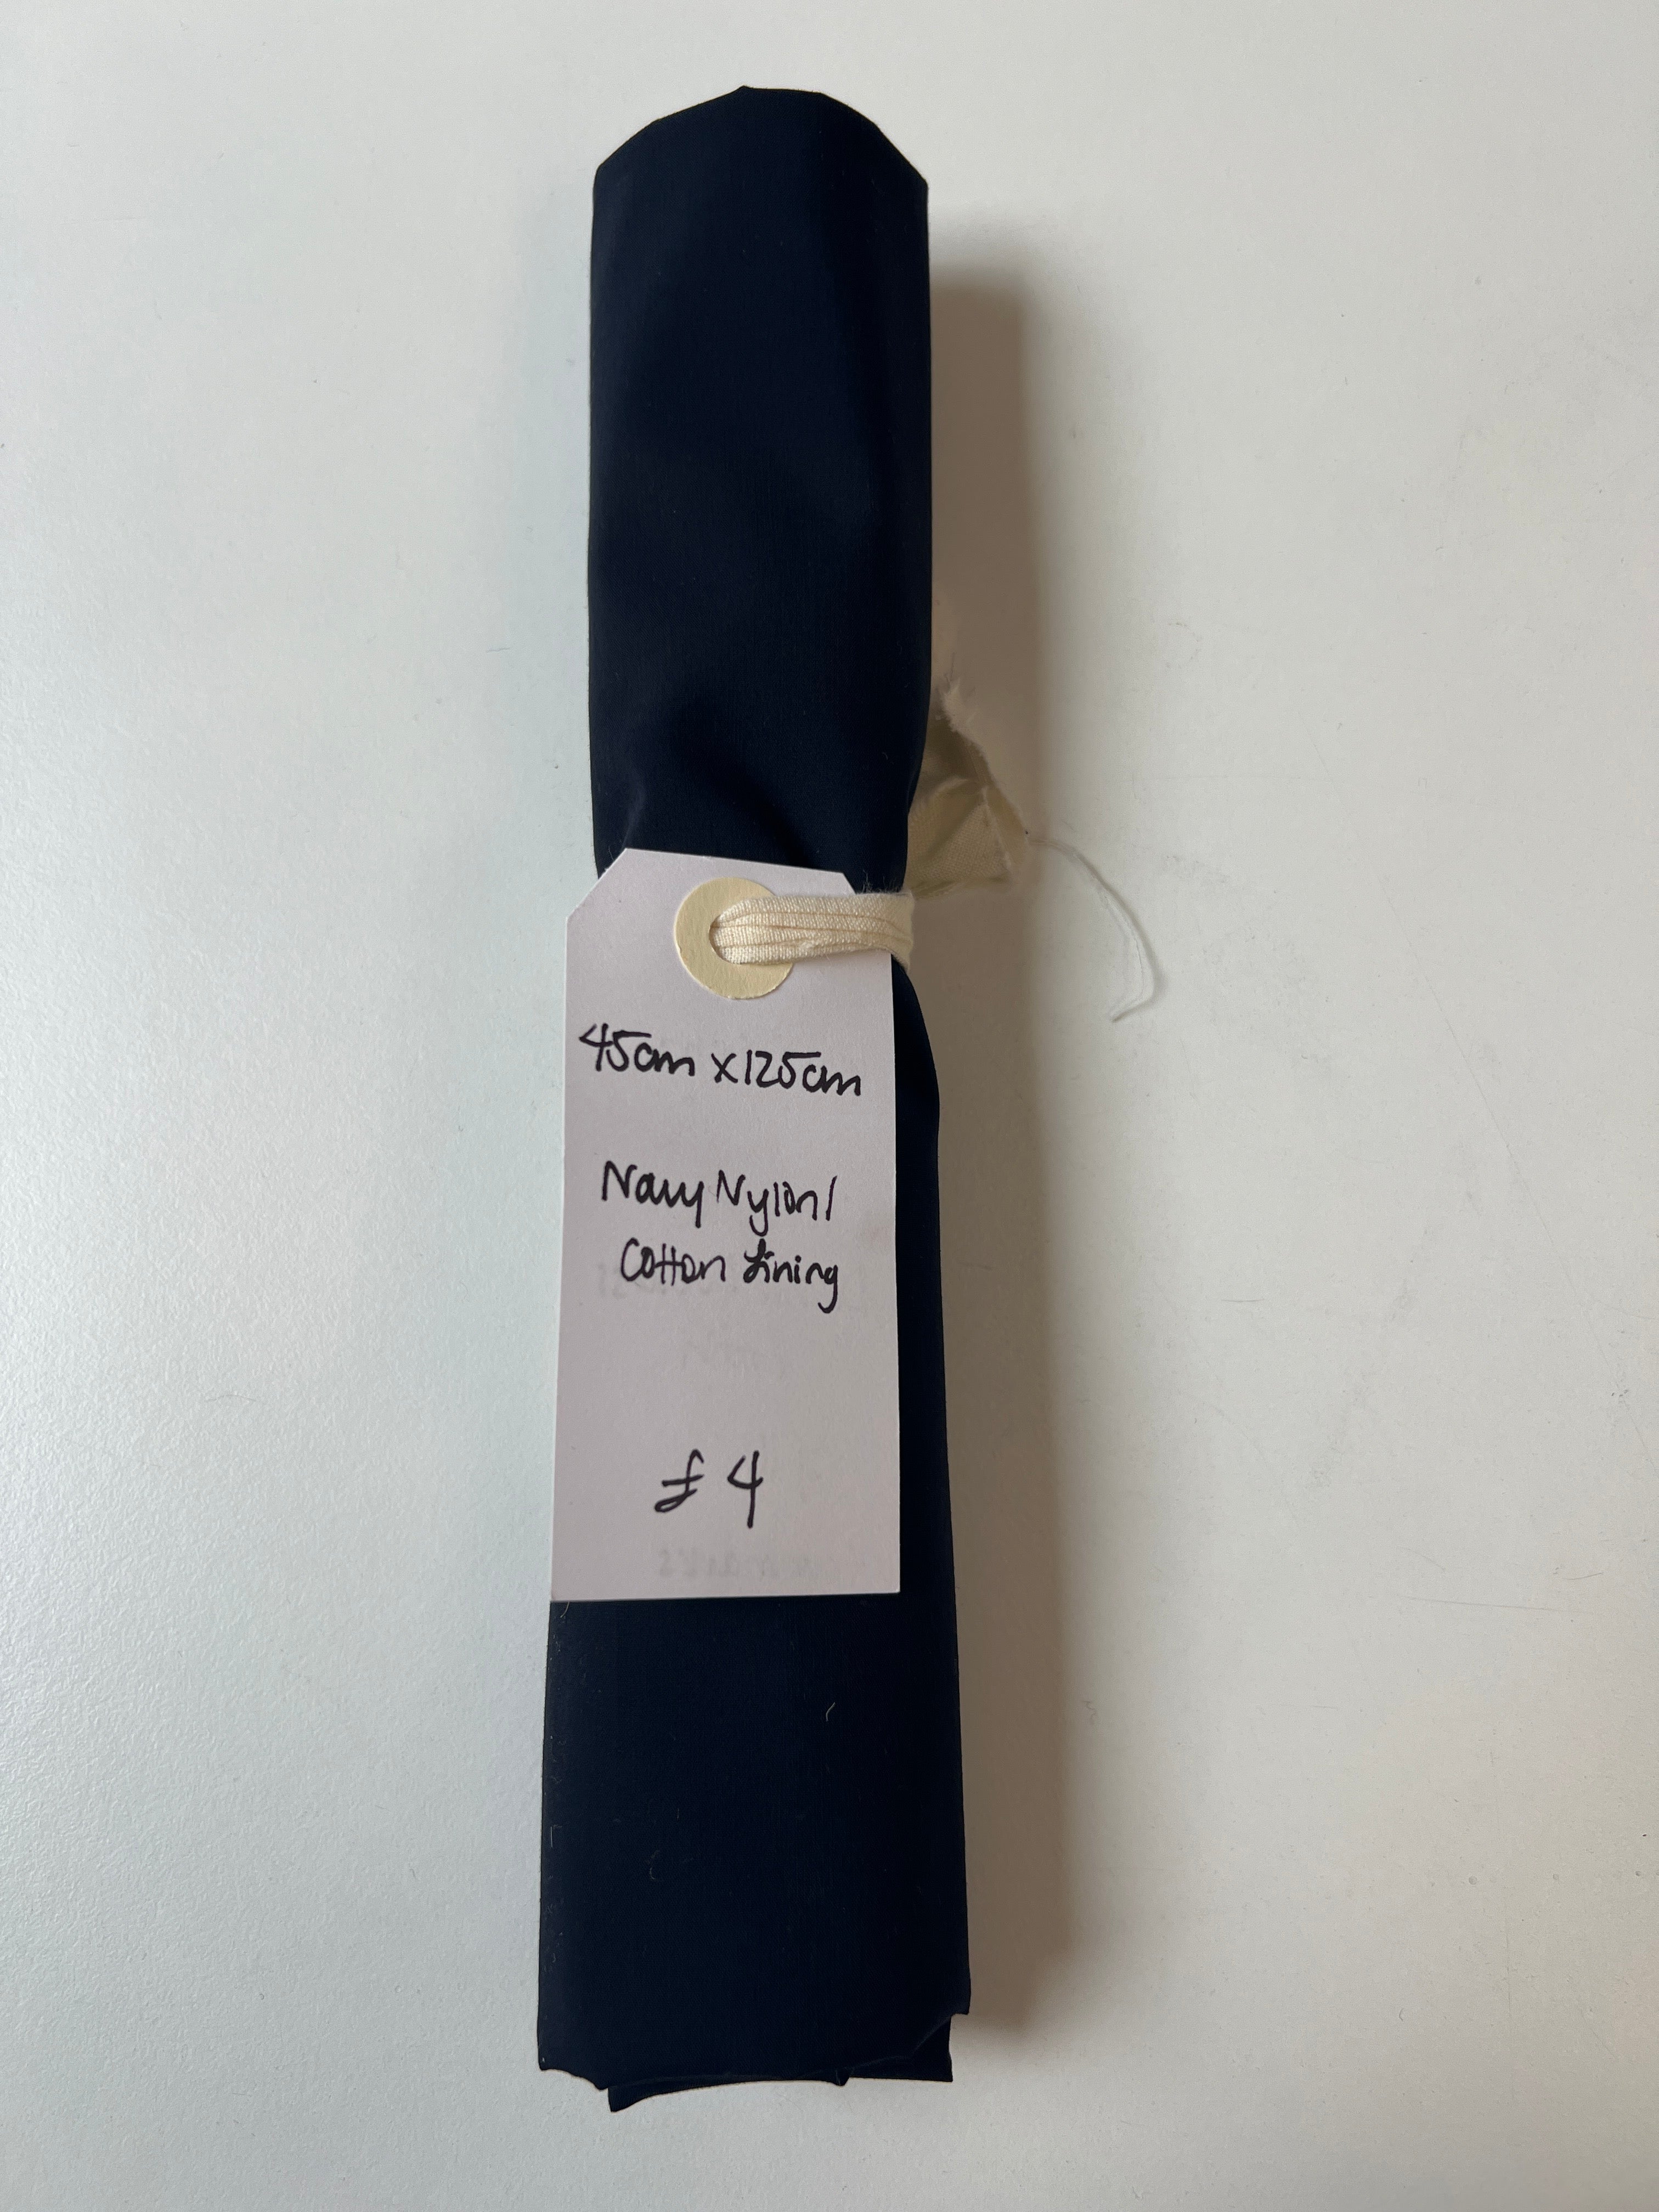 45cm x 125cm
Navy Nylon/
Cotton Lining
£4